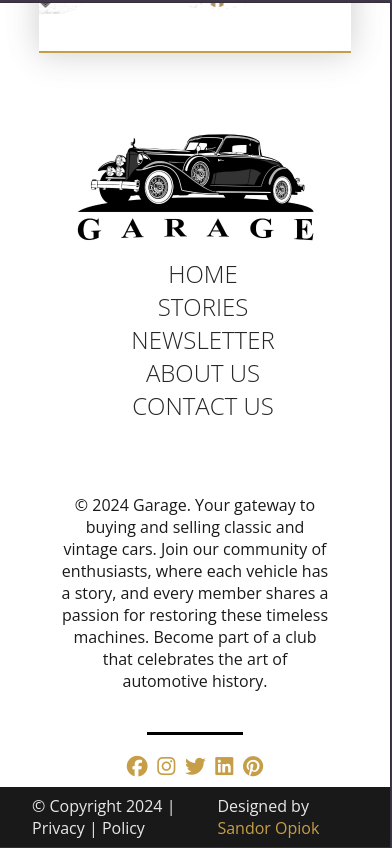 GARAGE
HOME
STORIES
NEWSLETTER
ABOUT US
CONTACT US
© 2024 Garage. Your gateway to
buying and selling classic and
vintage cars. Join our community of
enthusiasts, where each vehicle has
a story, and every member shares a
passion for restoring these timeless
machines. Become part of a club
that celebrates the art of
automotive history.
© Copyright 2024 |
Privacy | Policy
Designed by
Sandor Opiok